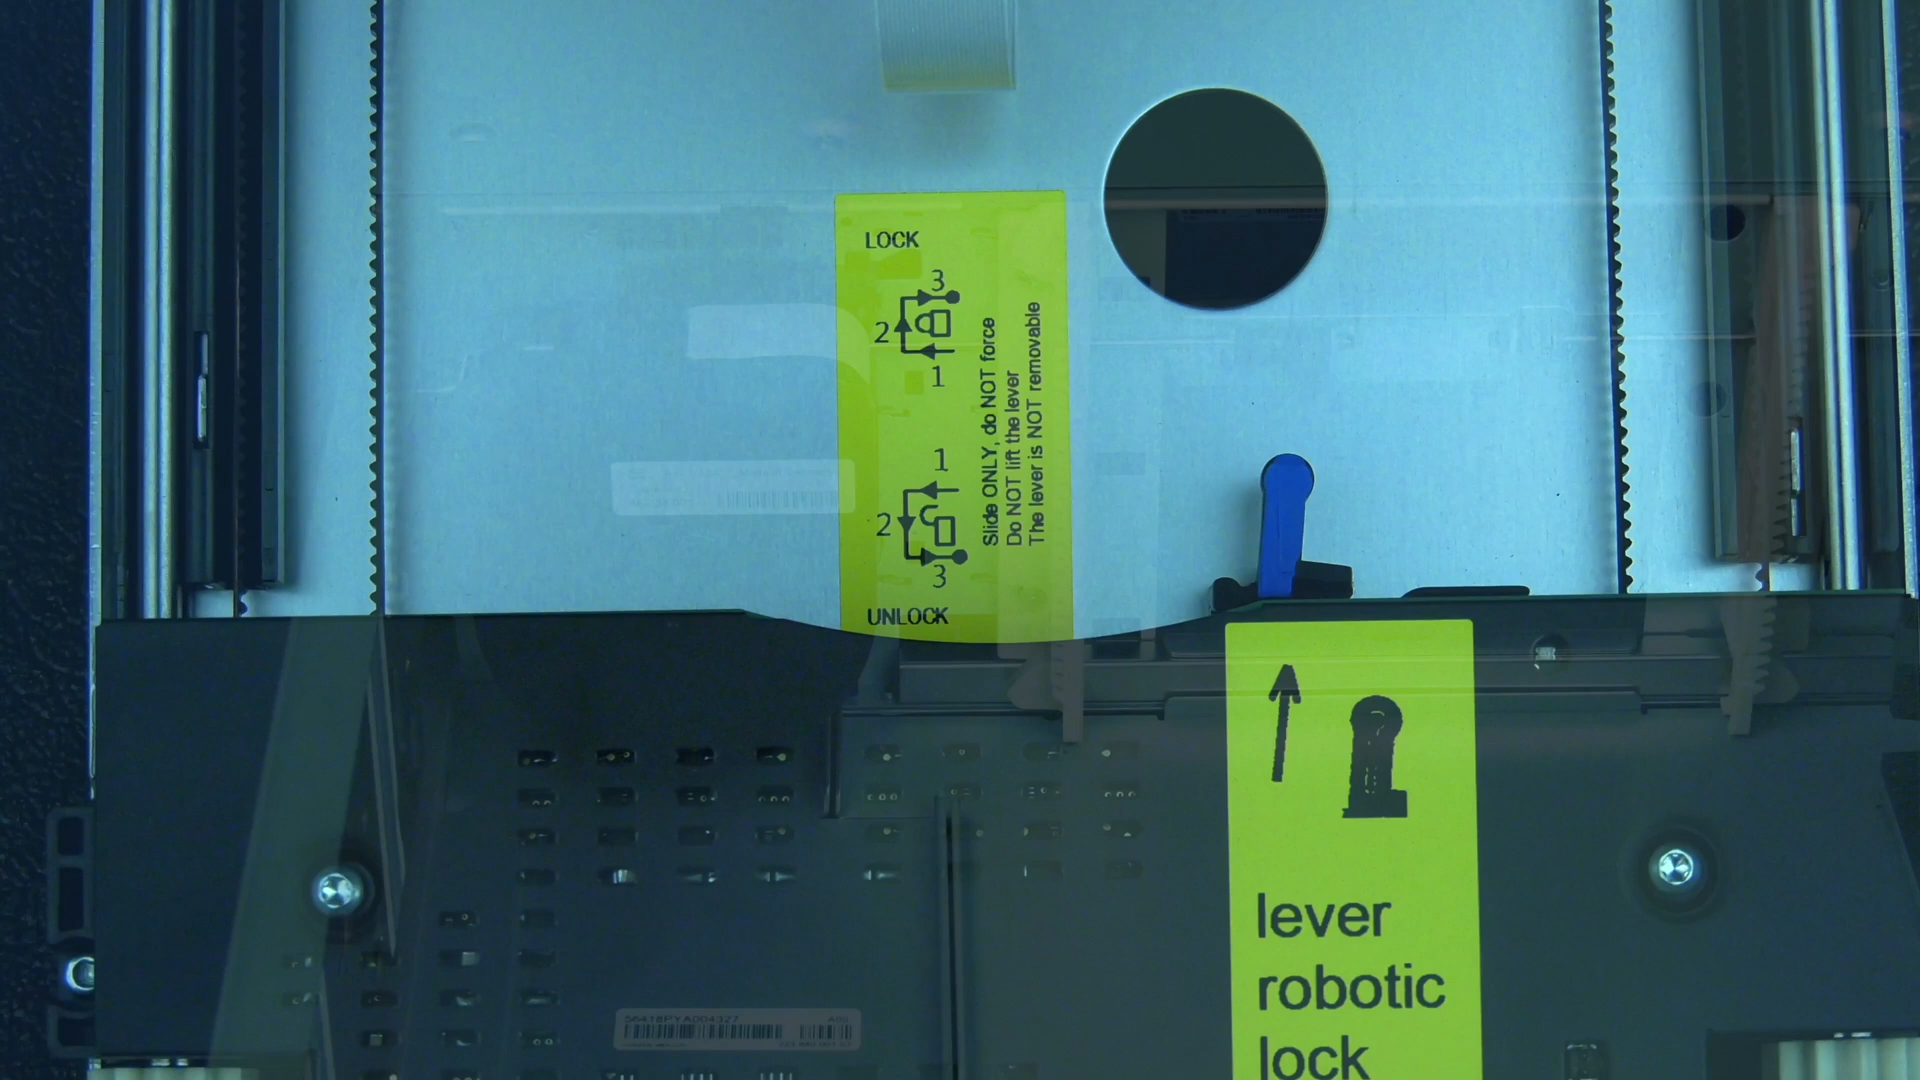 LOCK
3
2
1
1
2
3
UNLOCK
Slide ONLY, do NOT force
Do NOT lift the lever
The lever is NOT removable
lever
robotic
lock